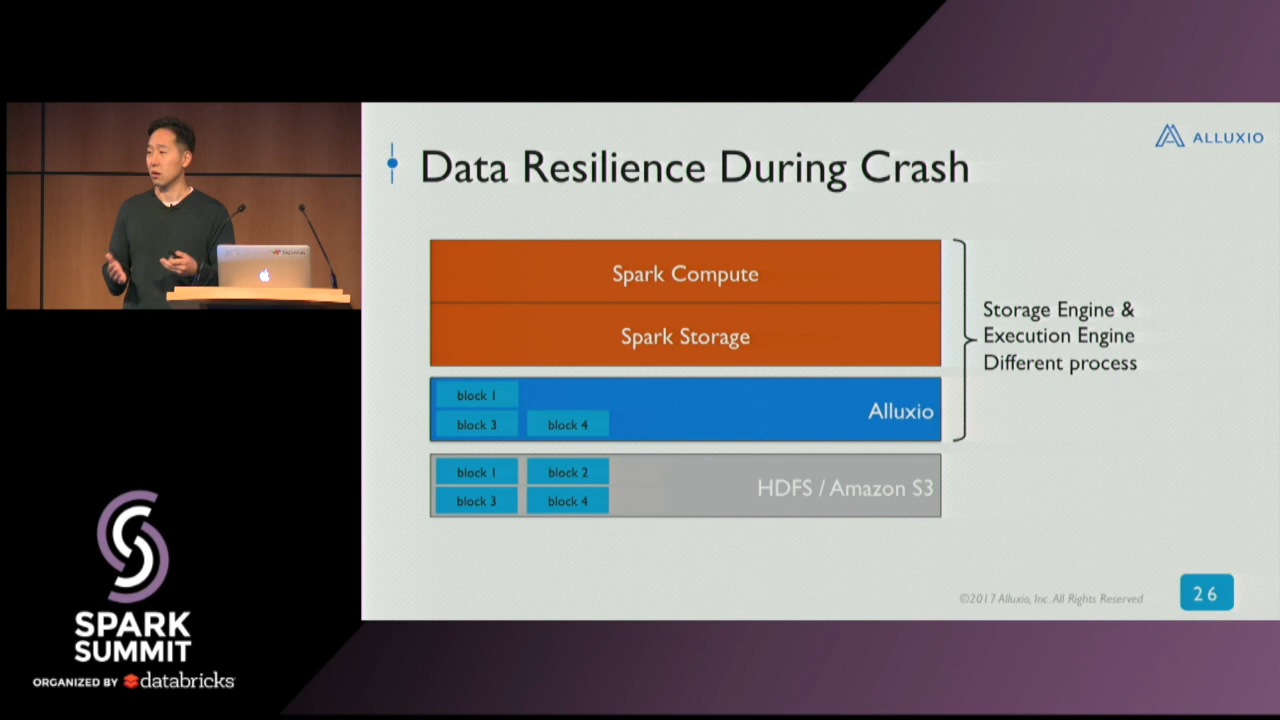 ALLUXIO
Data Resilience During Crash
Spark Compute
Spark Storage
Storage Engine &
Execution Engine
Different process
block 1
block 3
block 4
Alluxio
block 1
block 2
block 3
block 4
HDFS / Amazon S3
©2017 Alluxio, Inc. All Rights Reserved
26
SPARK
SUMMIT
ORGANIZED BY databricks